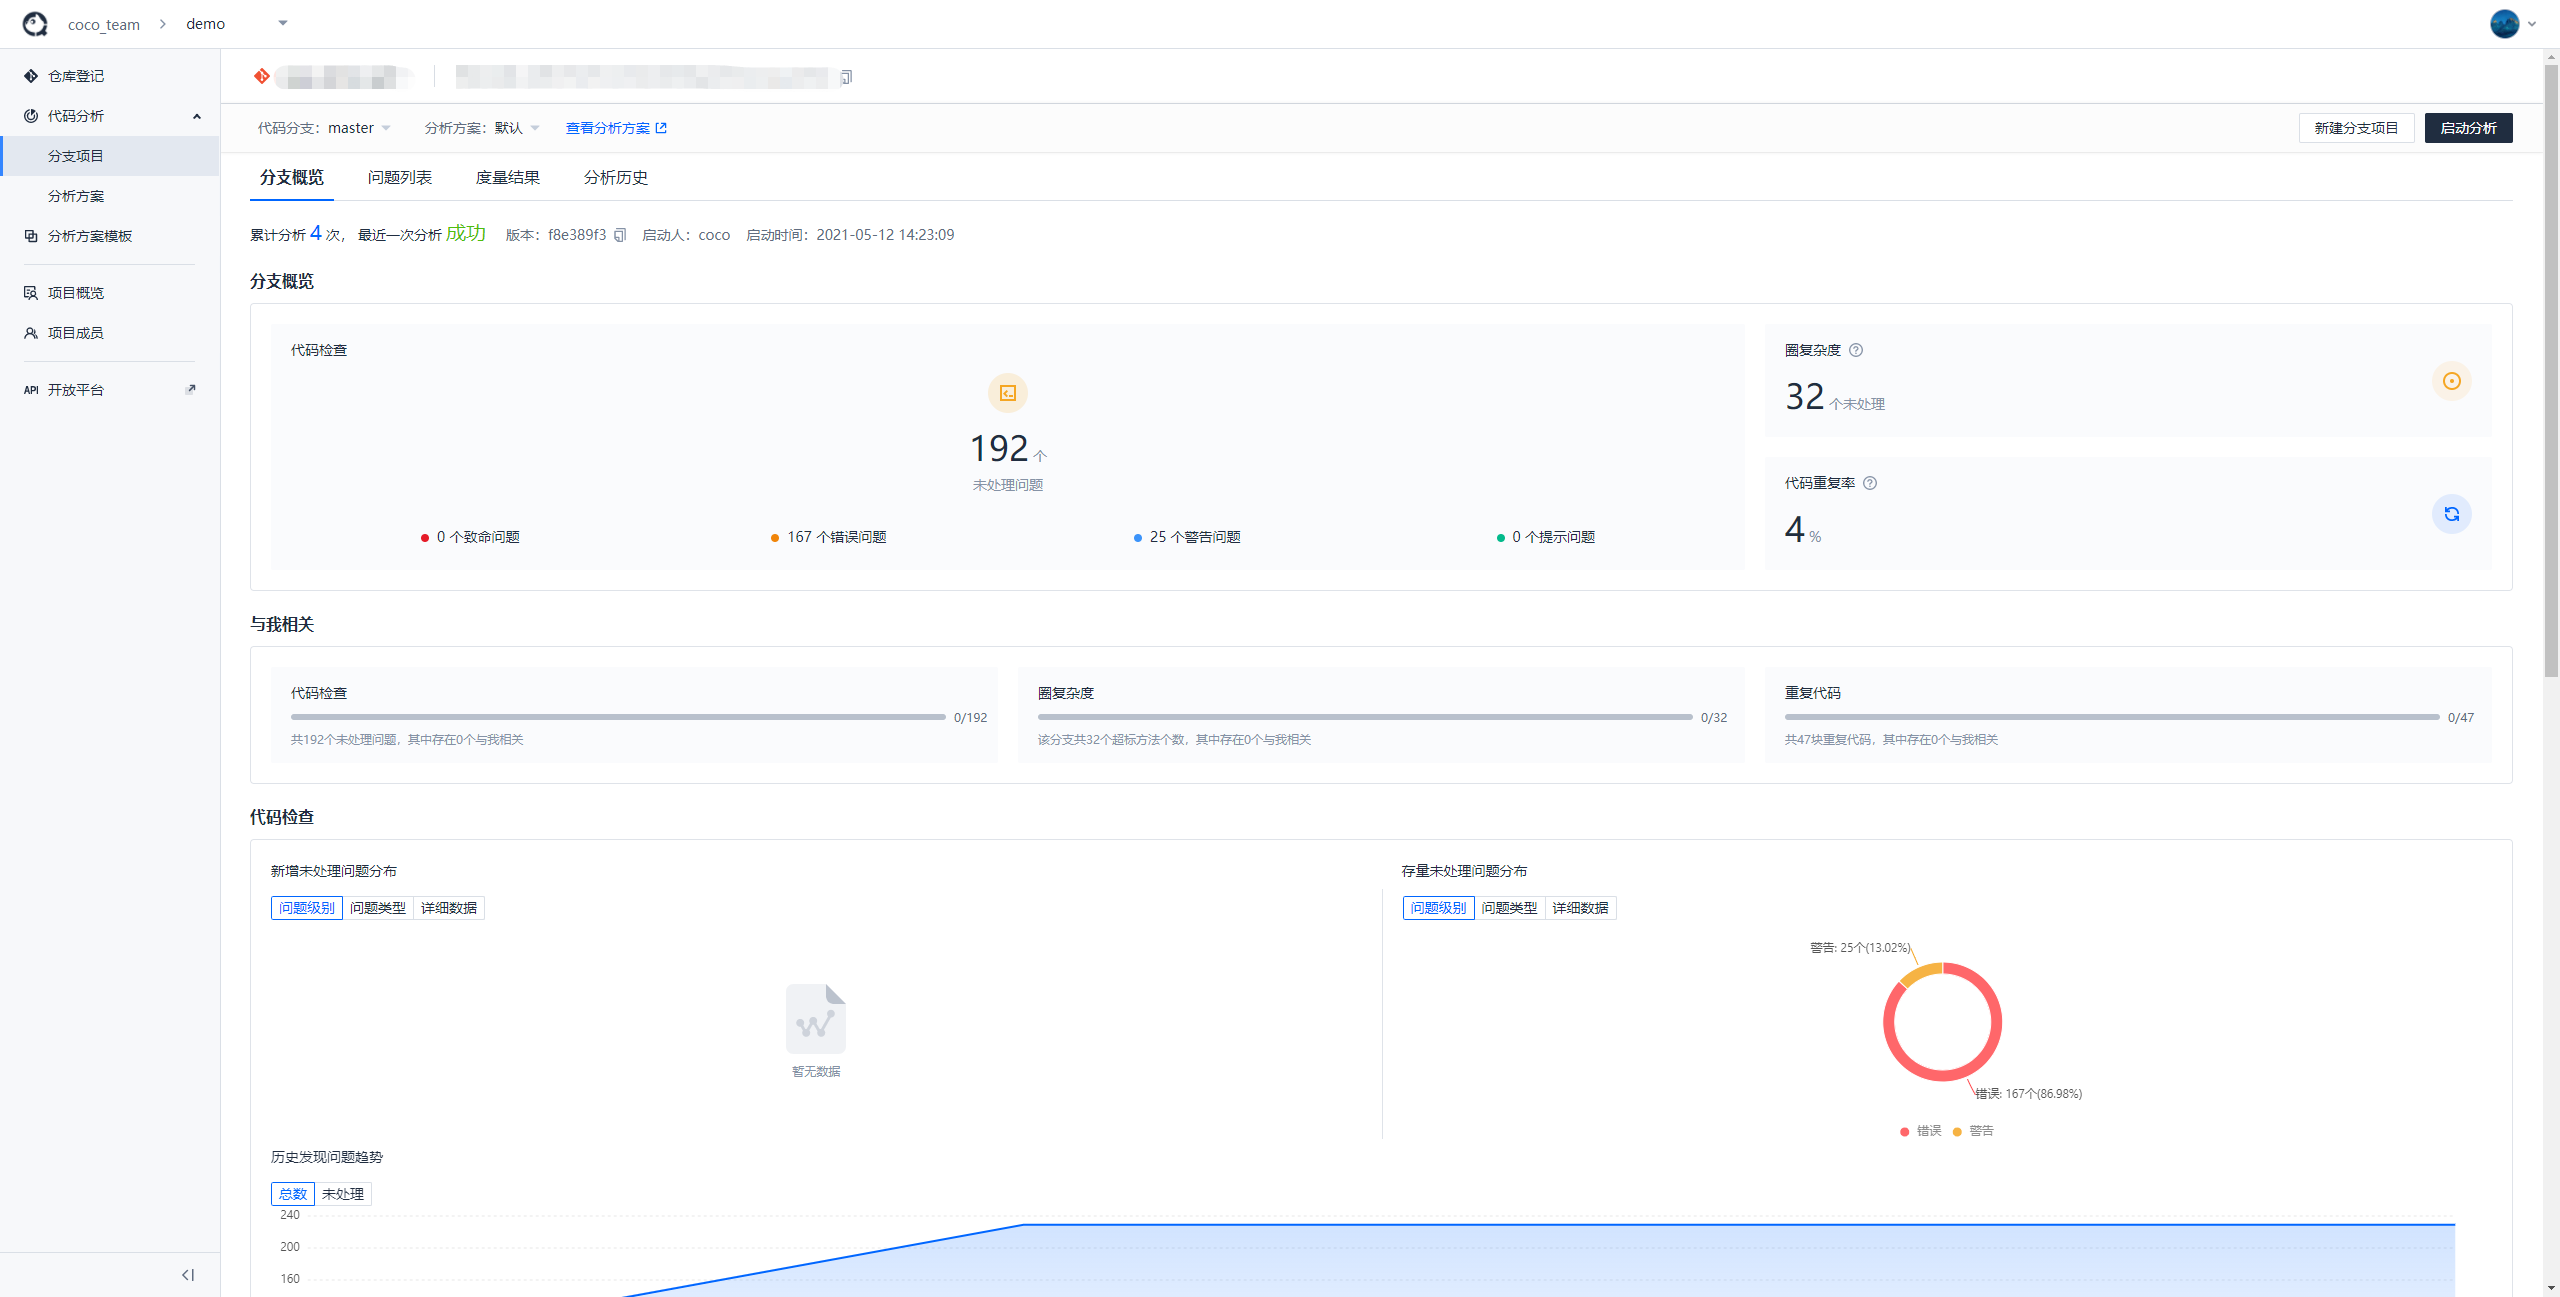 coco_team > demo
仓库登记
代码分析
分支项目
分析方案
分析方案模板
项目概览
项目成员
API 开放平台
代码分支: master 分析方案: 默认 查看分析方案 新建分支项目 启动分析
分支概览 问题列表 度量结果 分析历史
累计分析 4 次， 最近一次分析 成功 版本: f8e389f3 启动人: coco 启动时间: 2021-05-12 14:23:09
分支概览
代码检查
192 个
未处理问题
0 个致命问题 167 个错误问题 25 个警告问题 0 个提示问题
圈复杂度
32 个未处理
代码重复率
4 %
与我相关
代码检查
0/192
共192个未处理问题，其中存在0个与我相关
圈复杂度
0/32
该分支共32个超标方法个数，其中存在0个与我相关
重复代码
0/47
共47块重复代码，其中存在0个与我相关
代码检查
新增未处理问题分布
问题级别 问题类型 详细数据
暂无数据
存量未处理问题分布
问题级别 问题类型 详细数据
警告: 25个(13.02%)
错误: 167个(86.98%)
错误 警告
历史发现问题趋势
总数 未处理
240
200
160